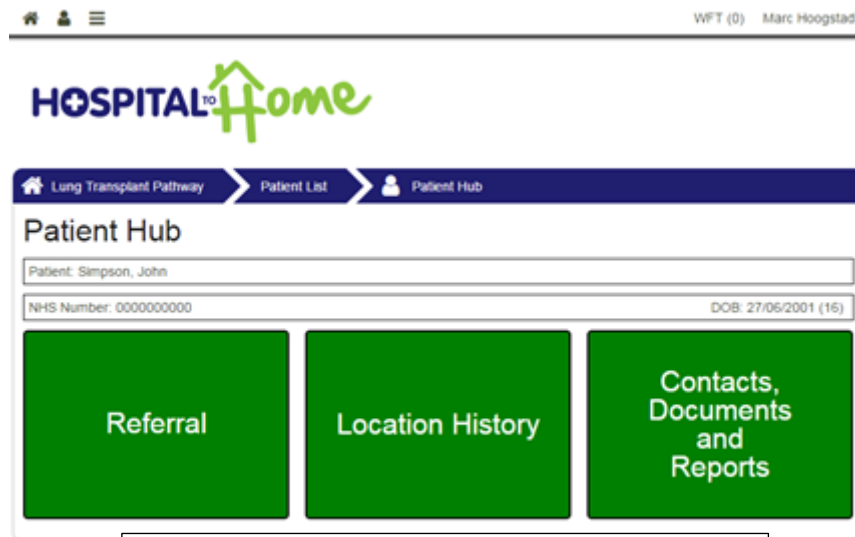 WFT (0) Marc Hoogstad
HOSPITAL TO Home
Lung Transplant Pathway Patient List Patient Hub
Patient Hub
Patient: Simpson, John
NHS Number: 0000000000 DOB: 27/06/2001 (16)
Referral
Location History
Contacts,
Documents
and
Reports